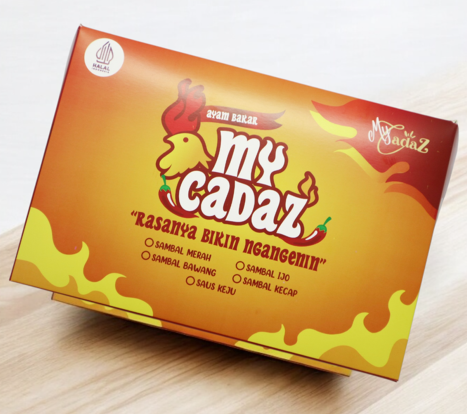 HALAL
AYAM BAKAR
MY
CADAZ
My
CadaZ
"RASANYA BIKIN NGANGENIN"
SAMBAL MERAH
SAMBAL IJO
SAMBAL BAWANG
SAMBAL KECAP
SAUS KEJU